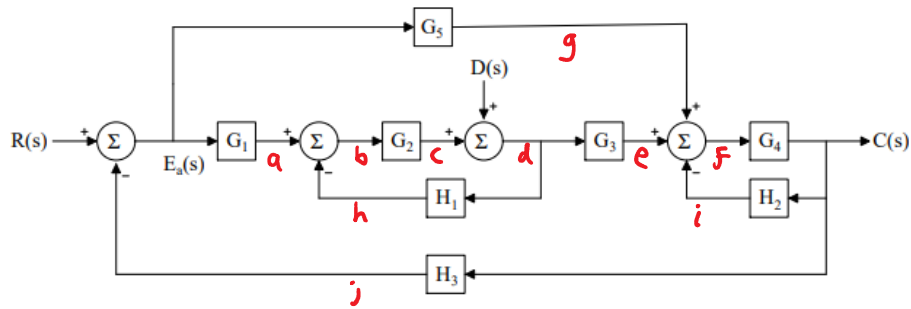 G₅
g
D(s)
R(s) + Σ Eₐ(s) G₁ a + Σ b G₂ c + Σ + d G₃ e + Σ + f G₄ C(s)
- h H₁ - i H₂
- j H₃